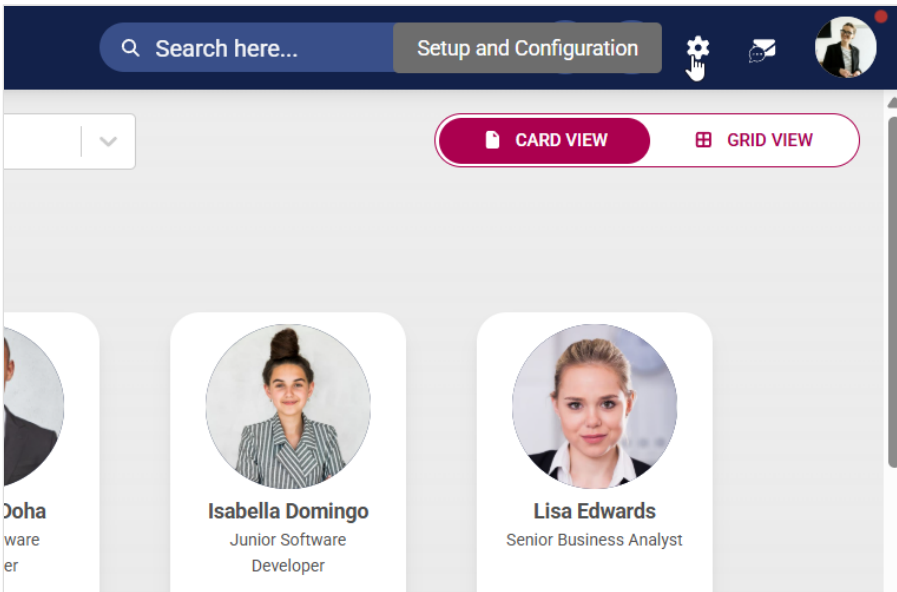 Search here...
Setup and Configuration
CARD VIEW
GRID VIEW
Doha
ware
er
Isabella Domingo
Junior Software
Developer
Lisa Edwards
Senior Business Analyst